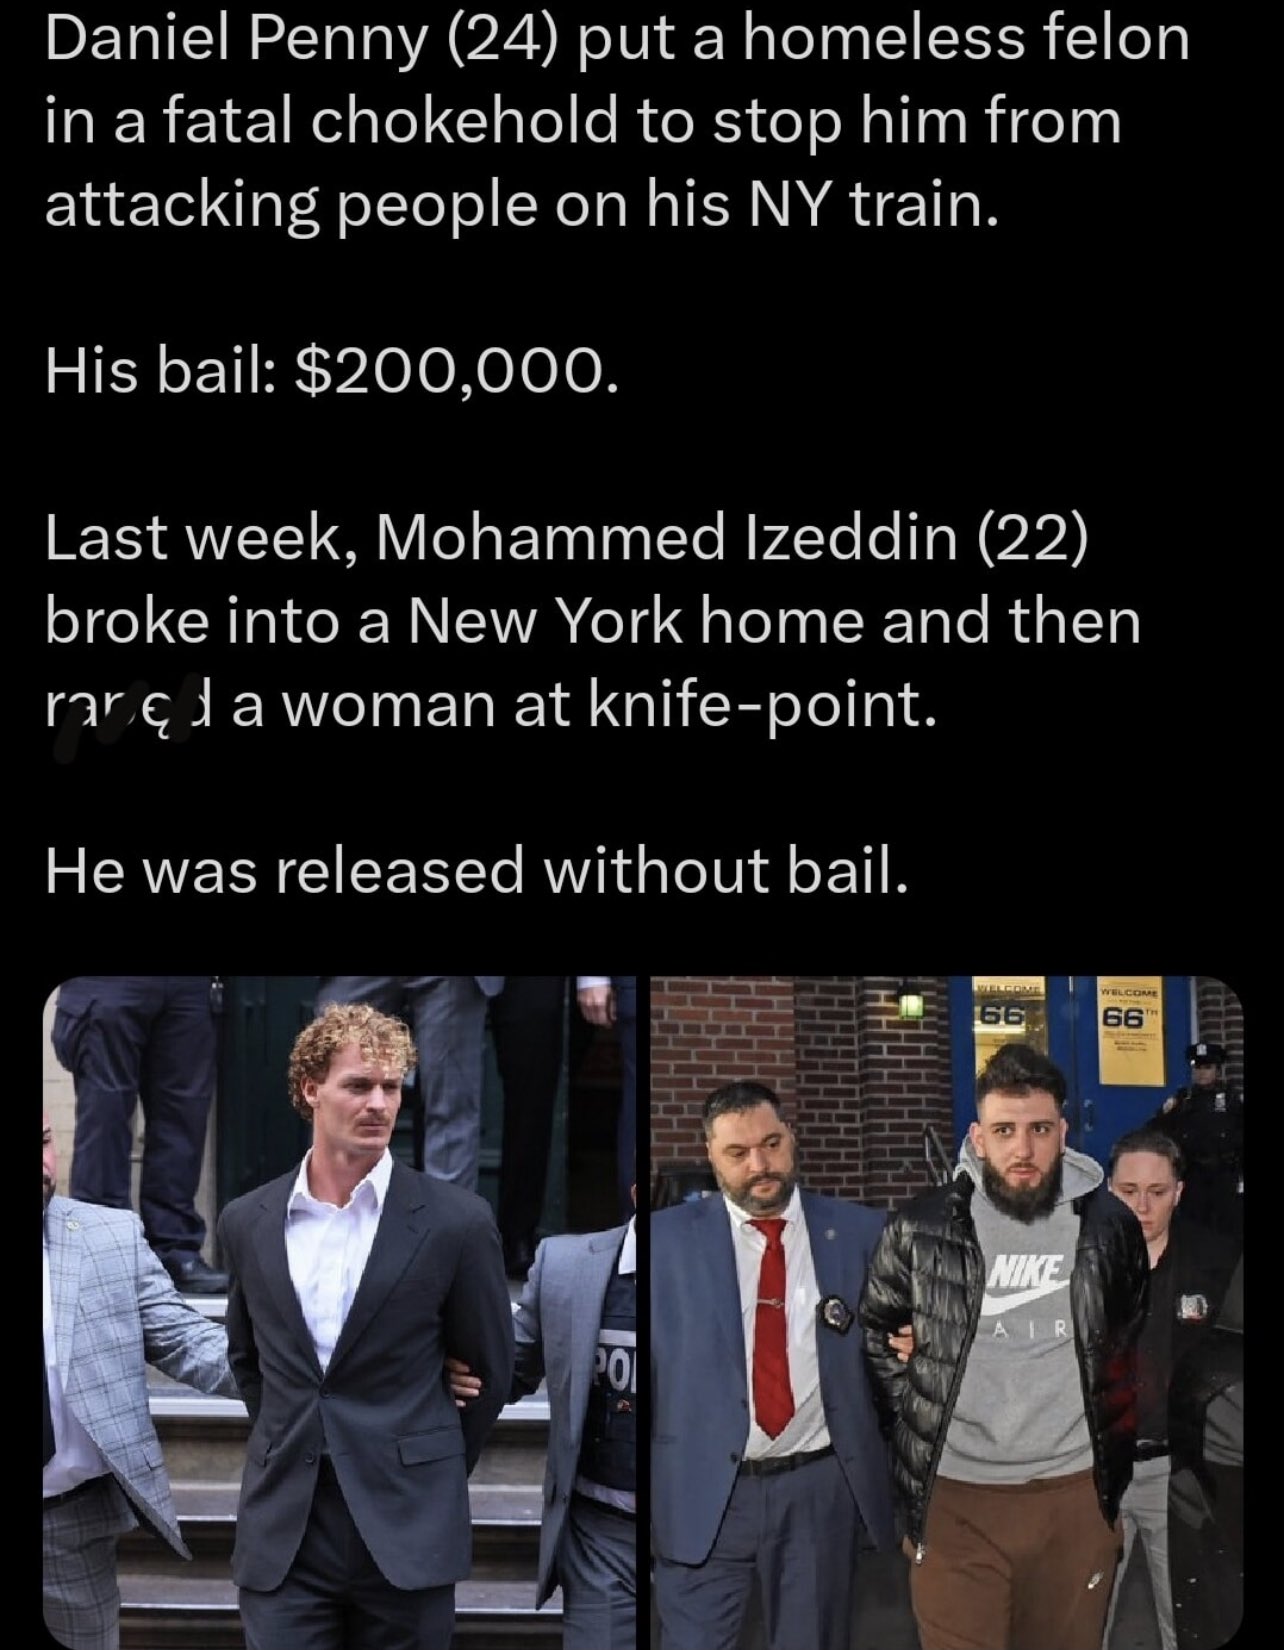 Daniel Penny (24) put a homeless felon
in a fatal chokehold to stop him from
attacking people on his NY train.
His bail: $200,000.
Last week, Mohammed Izeddin (22)
broke into a New York home and then
rapęd a woman at knife-point.
He was released without bail.
WELCOME
66
WELCOME
66TH
POL
NIKE
AIR